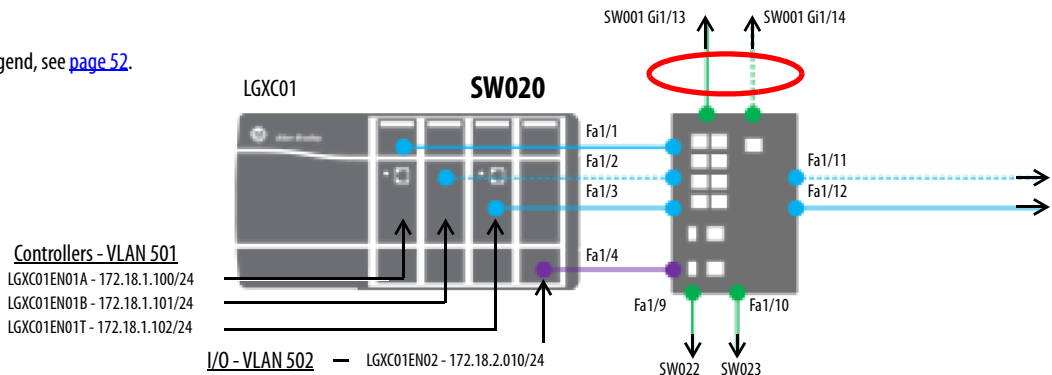 SW001 Gi1/13
SW001 Gi1/14
gend, see page 52.
LGXC01
SW020
Fa1/1
Fa1/2
Fa1/3
Fa1/4
Fa1/11
Fa1/12
Controllers - VLAN 501
LGXC01EN01A - 172.18.1.100/24
LGXC01EN01B - 172.18.1.101/24
LGXC01EN01T - 172.18.1.102/24
Fa1/9
Fa1/10
I/O - VLAN 502 — LGXC01EN02 - 172.18.2.010/24
SW022
SW023